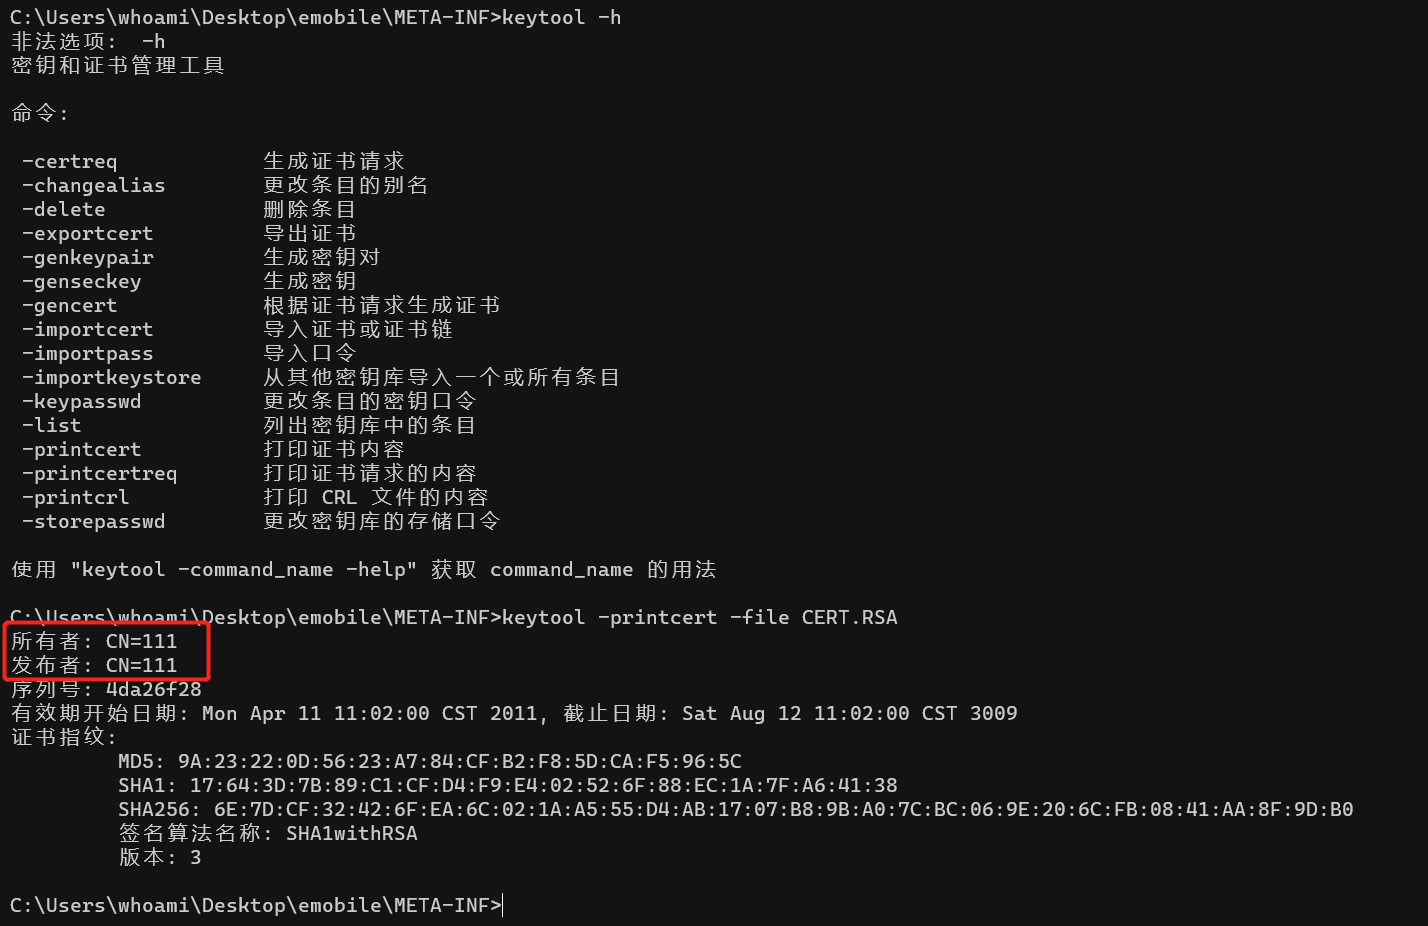 C:\Users\whoami\Desktop\emobile\META-INF>keytool -h
非法选项:  -h
密钥和证书管理工具
命令:
-certreq 生成证书请求
-changealias 更改条目的别名
-delete 删除条目
-exportcert 导出证书
-genkeypair 生成密钥对
-genseckey 生成密钥
-gencert 根据证书请求生成证书
-importcert 导入证书或证书链
-importpass 导入口令
-importkeystore 从其他密钥库导入一个或所有条目
-keypasswd 更改条目的密钥口令
-list 列出密钥库中的条目
-printcert 打印证书内容
-printcertreq 打印证书请求的内容
-printcrl 打印 CRL 文件的内容
-storepasswd 更改密钥库的存储口令
使用 "keytool -command_name -help" 获取 command_name 的用法
C:\Users\whoami\Desktop\emobile\META-INF>keytool -printcert -file CERT.RSA
所有者: CN=111
发布者: CN=111
序列号: 4da26f28
有效期开始日期: Mon Apr 11 11:02:00 CST 2011, 截止日期: Sat Aug 12 11:02:00 CST 3009
证书指纹:
MD5: 9A:23:22:0D:56:23:A7:84:CF:B2:F8:5D:CA:F5:96:5C
SHA1: 17:64:3D:7B:89:C1:CF:D4:F9:E4:02:52:6F:88:EC:1A:7F:A6:41:38
SHA256: 6E:7D:CF:32:42:6F:EA:6C:02:1A:A5:55:D4:AB:17:07:B8:9B:A0:7C:BC:06:9E:20:6C:FB:08:41:AA:8F:9D:B0
签名算法名称: SHA1withRSA
版本: 3
C:\Users\whoami\Desktop\emobile\META-INF>